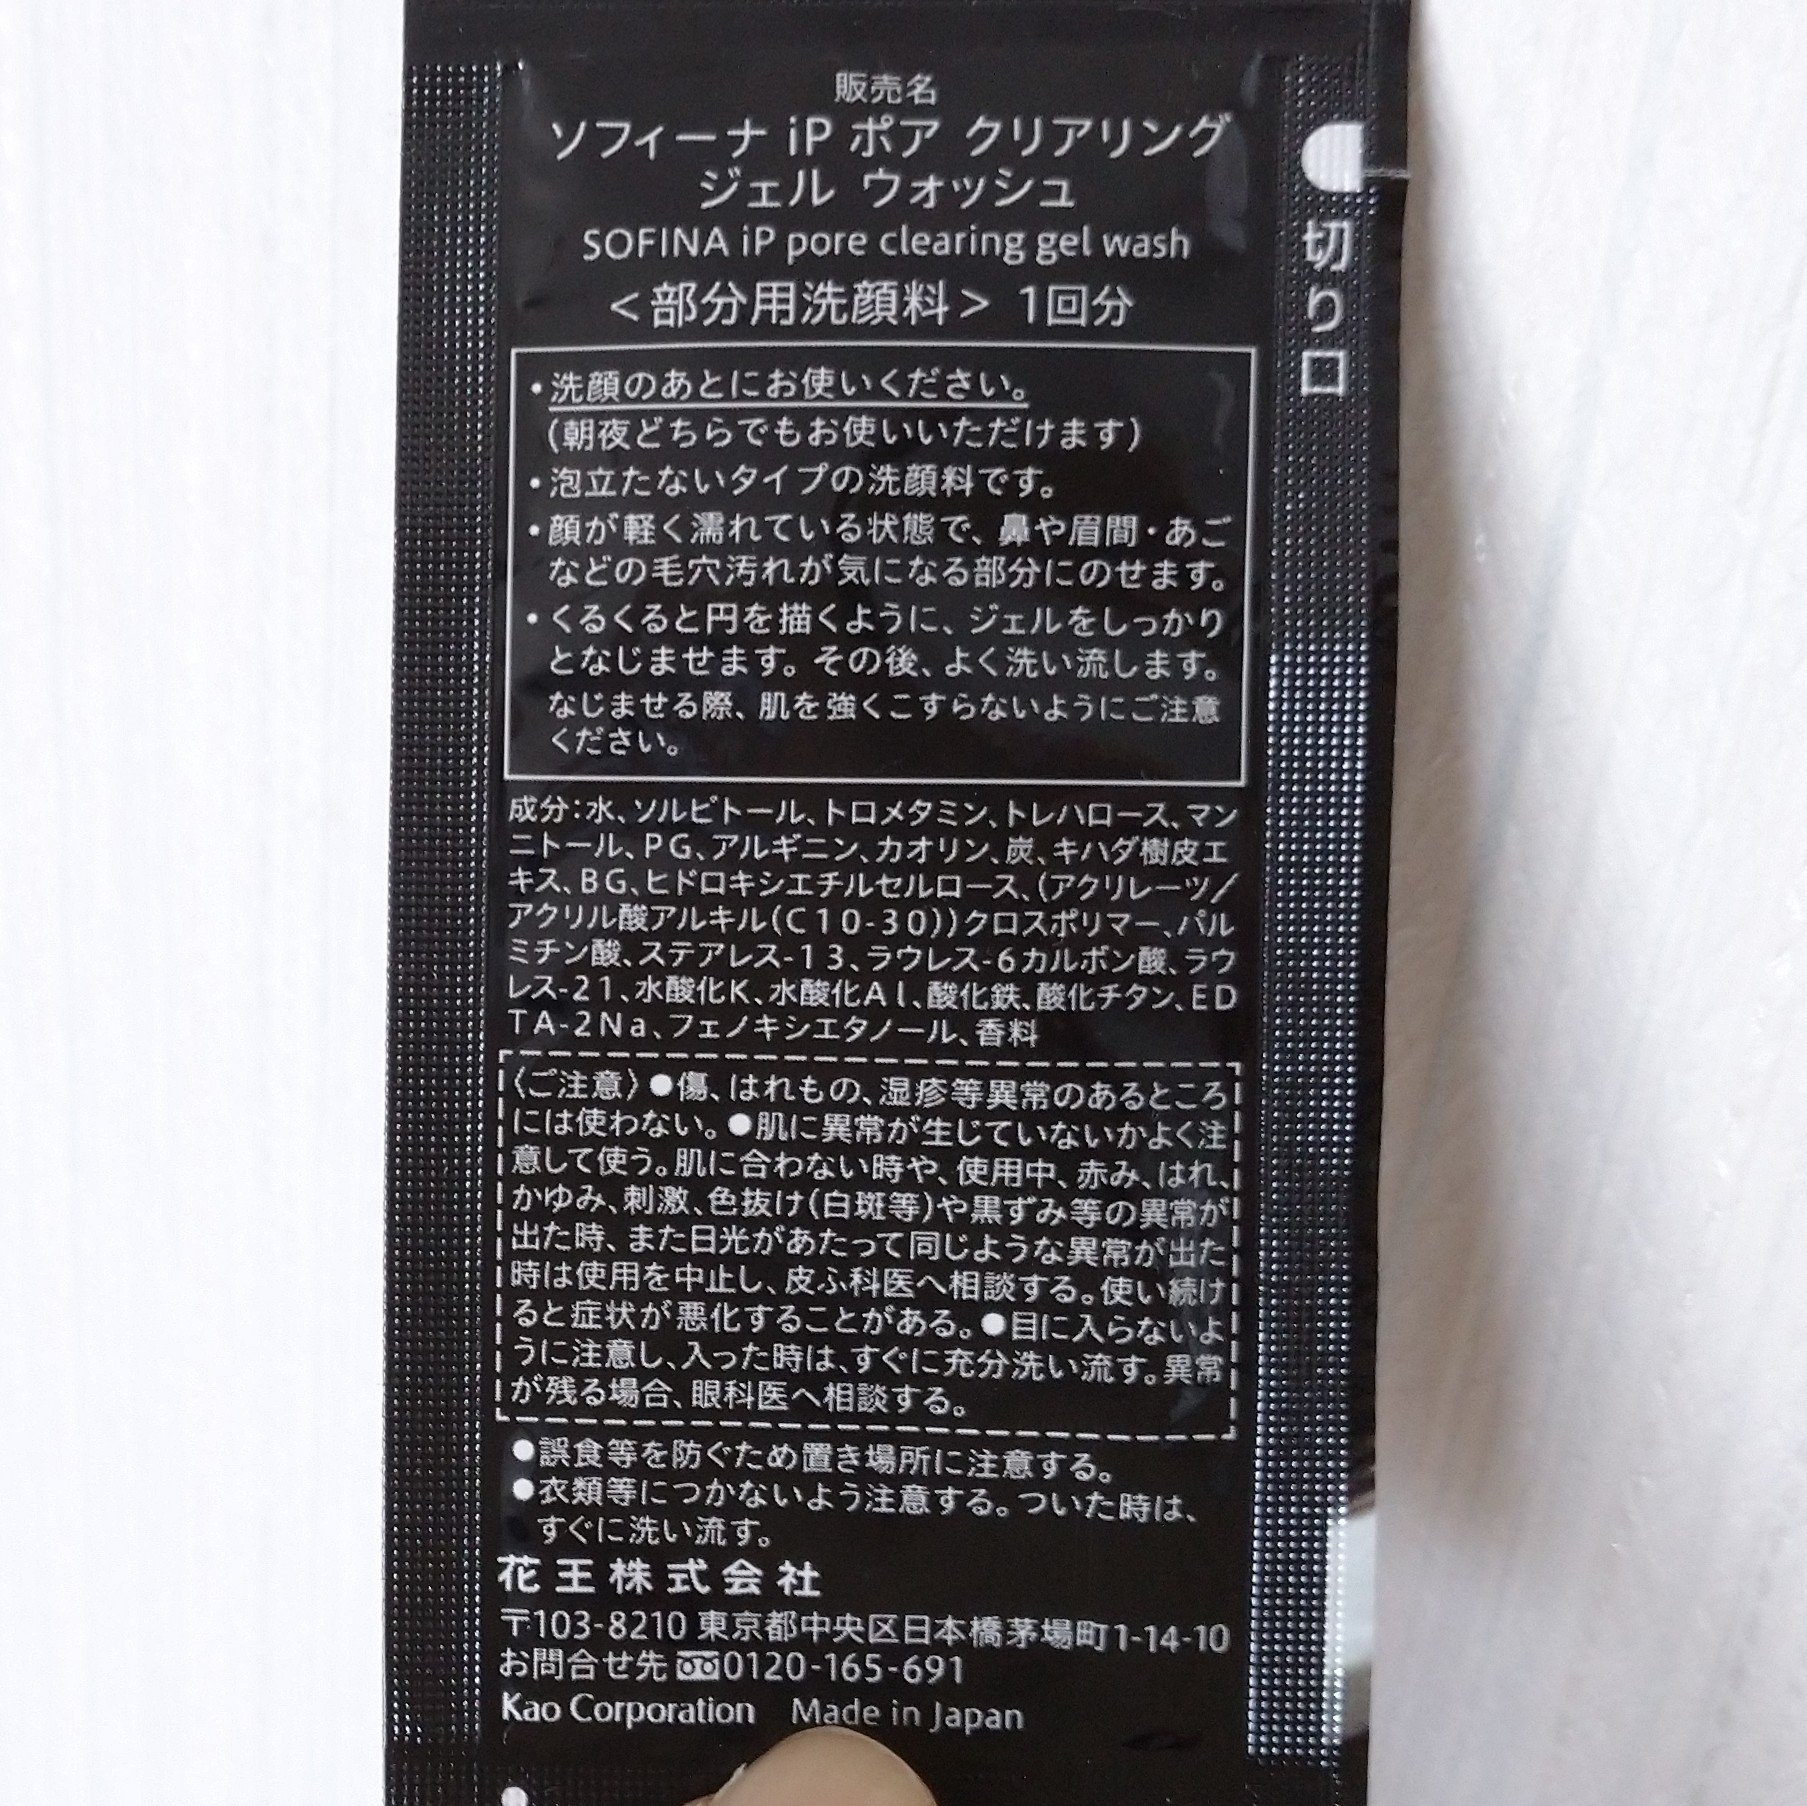 販売名
ソフィーナ iP ポア クリアリング
ジェル ウォッシュ
SOFINA iP pore clearing gel wash
＜部分用洗顔料＞ 1回分
切り口
・洗顔のあとにお使いください。
(朝夜どちらでもお使いいただけます)
・泡立たないタイプの洗顔料です。
・顔が軽く濡れている状態で、鼻や眉間・あご
などの毛穴汚れが気になる部分にのせます。
・くるくると円を描くように、ジェルをしっかり
となじませます。その後、よく洗い流します。
なじませる際、肌を強くこすらないようにご注意
ください。
成分：水、ソルビトール、トロメタミン、トレハロース、マン
ニトール、PG、アルギニン、カオリン、炭、キハダ樹皮エ
キス、BG、ヒドロキシエチルセルロース、(アクリレーツ／
アクリル酸アルキル(C10-30))クロスポリマー、パル
ミチン酸、ステアレス-13、ラウレス-6カルボン酸、ラウ
レス-21、水酸化K、水酸化Al、酸化鉄、酸化チタン、ED
TA-2Na、フェノキシエタノール、香料
〈ご注意〉●傷、はれもの、湿疹等異常のあるところ
には使わない。●肌に異常が生じていないかよく注
意して使う。肌に合わない時や、使用中、赤み、はれ、
かゆみ、刺激、色抜け(白斑等)や黒ずみ等の異常が
出た時、また日光があたって同じような異常が出た
時は使用を中止し、皮ふ科医へ相談する。使い続け
ると症状が悪化することがある。●目に入らないよ
うに注意し、入った時は、すぐに充分洗い流す。異常
が残る場合、眼科医へ相談する。
●誤食等を防ぐため置き場所に注意する。
●衣類等につかないよう注意する。ついた時は、
すぐに洗い流す。
花王株式会社
〒103-8210 東京都中央区日本橋茅場町1-14-10
お問合せ先 0120-165-691
Kao Corporation Made in Japan